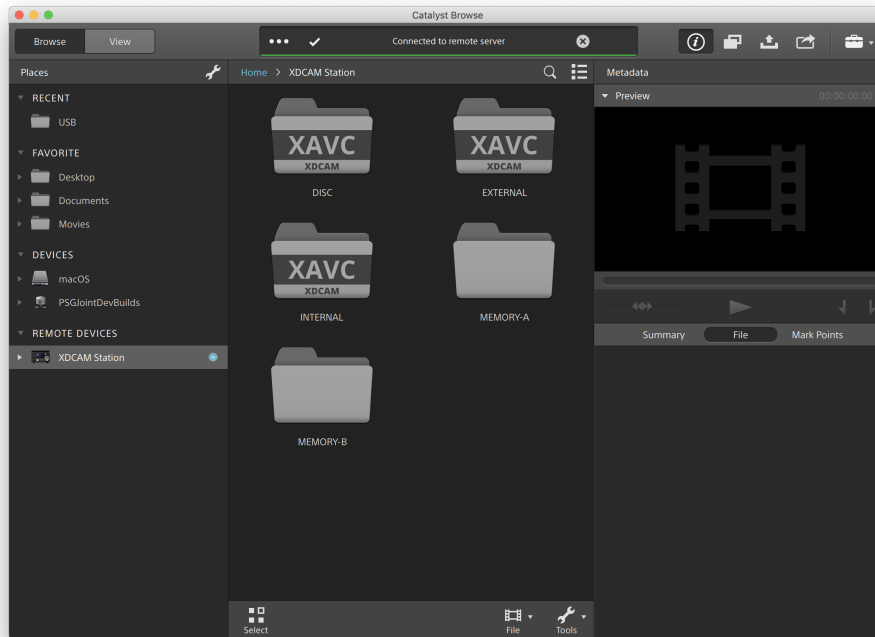 Catalyst Browse
Browse
View
Connected to remote server
Places
Home > XDCAM Station
Metadata
RECENT
USB
FAVORITE
Desktop
Documents
Movies
DEVICES
macOS
PSGJointDevBuilds
REMOTE DEVICES
XDCAM Station
XAVC
XDCAM
DISC
XAVC
XDCAM
EXTERNAL
XAVC
XDCAM
INTERNAL
MEMORY-A
MEMORY-B
Select
File
Tools
Preview
00:00:00:00
Summary
File
Mark Points